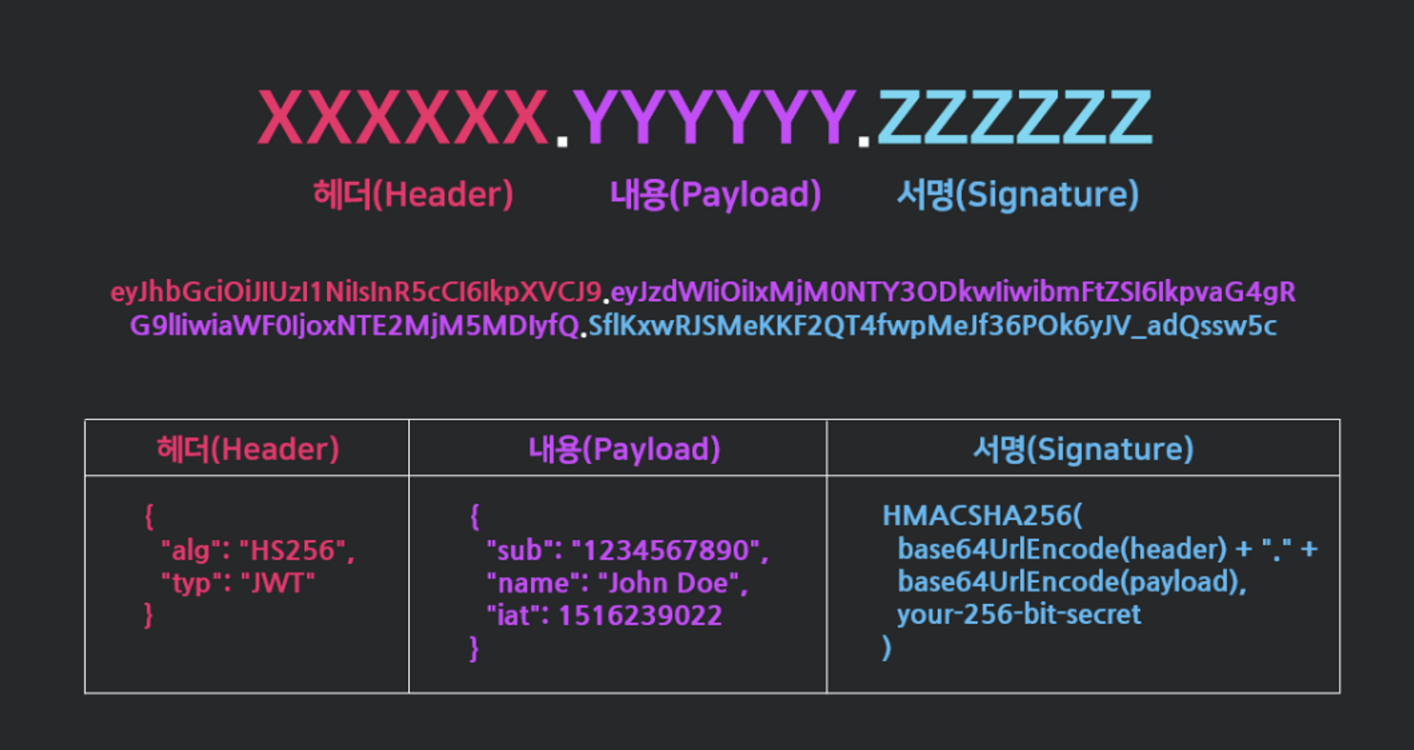 XXXXXX.YYYYYY.ZZZZZZ
헤더(Header) 내용(Payload) 서명(Signature)
eyJhbGciOiJIUzI1NiIsInR5cCI6IkpXVCJ9.eyJzdWIiOiIxMjM0NTY3ODkwIiwibmFtZSI6IkpvaG4gR
G9lIiwiaWF0IjoxNTE2MjM5MDIyfQ.SflKxwRJSMeKKF2QT4fwpMeJf36POk6yJV_adQssw5c
헤더(Header) 내용(Payload) 서명(Signature)
{
"alg": "HS256",
"typ": "JWT"
}
{
"sub": "1234567890",
"name": "John Doe",
"iat": 1516239022
}
HMACSHA256(
base64UrlEncode(header) + "." +
base64UrlEncode(payload),
your-256-bit-secret
)